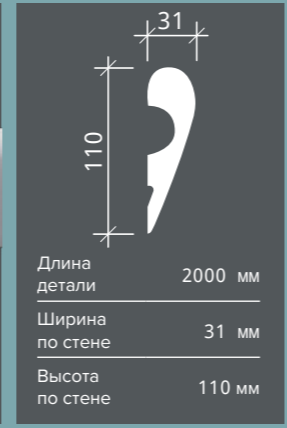 31
110
Длина
детали 2000 мм
Ширина
по стене 31 мм
Высота
по стене 110 мм